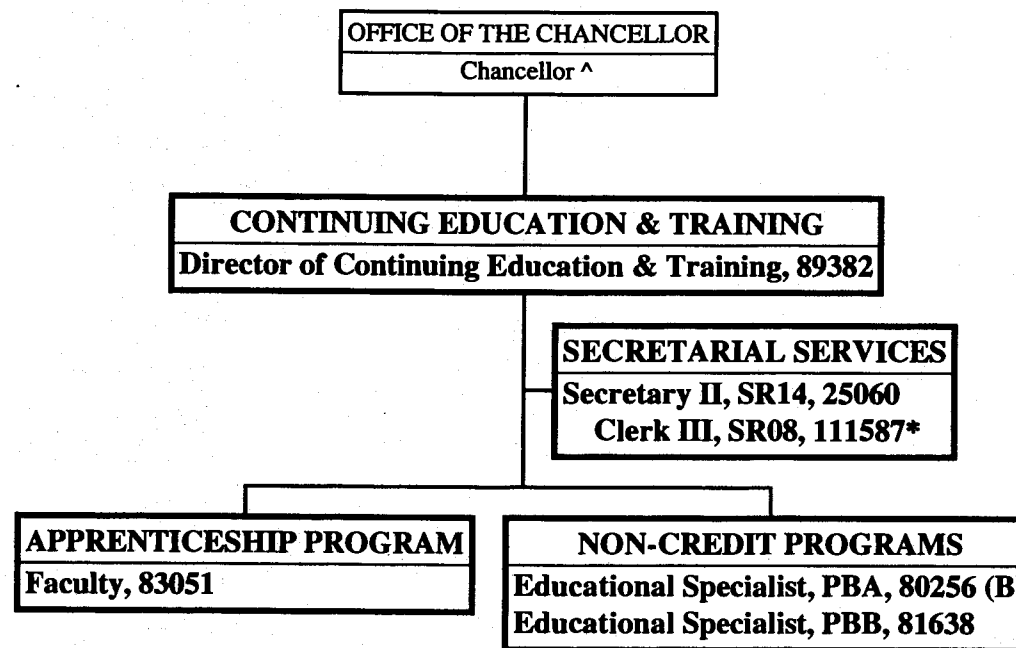 OFFICE OF THE CHANCELLOR
Chancellor ^
CONTINUING EDUCATION & TRAINING
Director of Continuing Education & Training, 89382
SECRETARIAL SERVICES
Secretary II, SR14, 25060
Clerk III, SR08, 111587*
APPRENTICESHIP PROGRAM
Faculty, 83051
NON-CREDIT PROGRAMS
Educational Specialist, PBA, 80256 (B
Educational Specialist, PBB, 81638